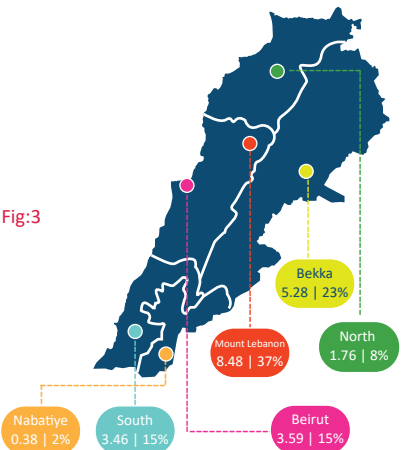 Fig:3
Bekka
5.28 | 23%
Mount Lebanon
8.48 | 37%
North
1.76 | 8%
Nabatiye
0.38 | 2%
South
3.46 | 15%
Beirut
3.59 | 15%